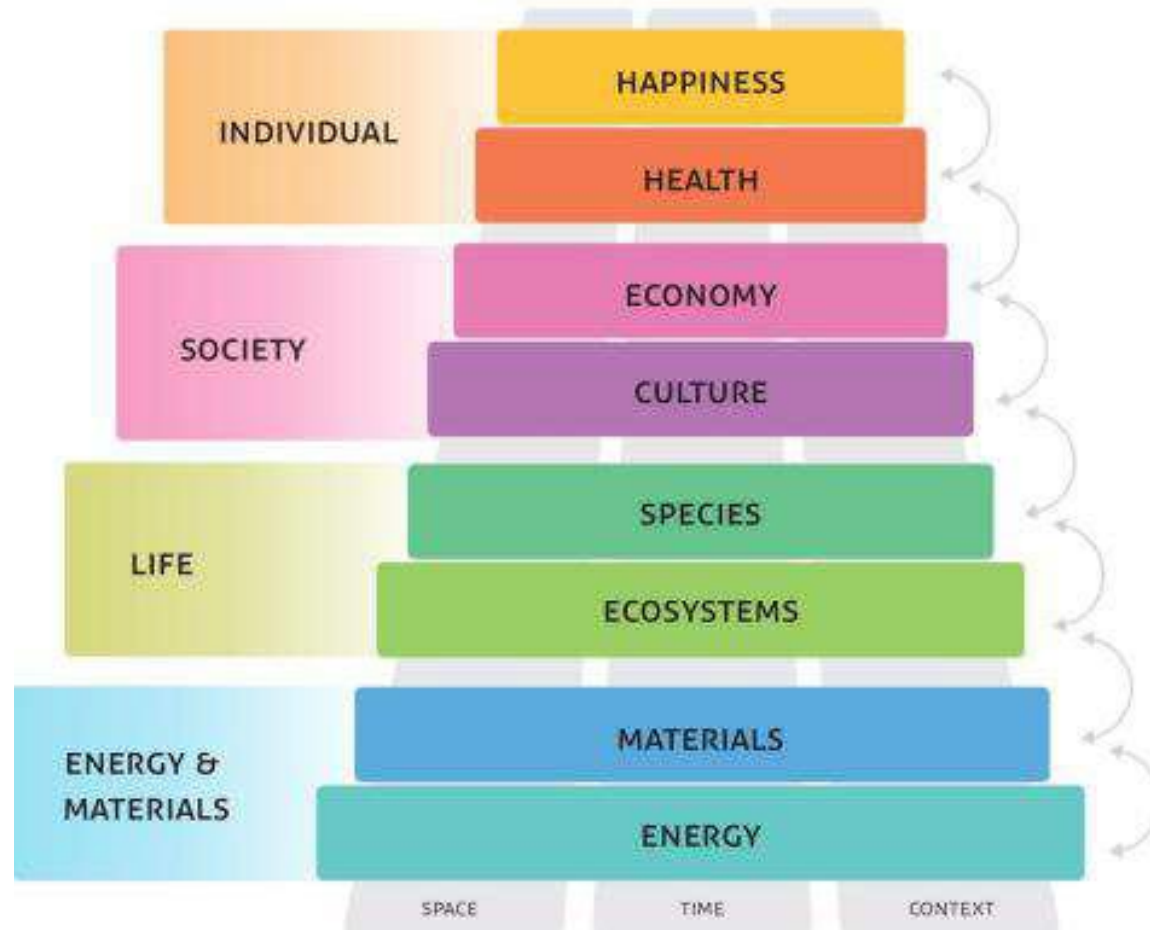 HAPPINESS
INDIVIDUAL
HEALTH
ECONOMY
SOCIETY
CULTURE
SPECIES
LIFE
ECOSYSTEMS
MATERIALS
ENERGY &
MATERIALS
ENERGY
SPACE
TIME
CONTEXT